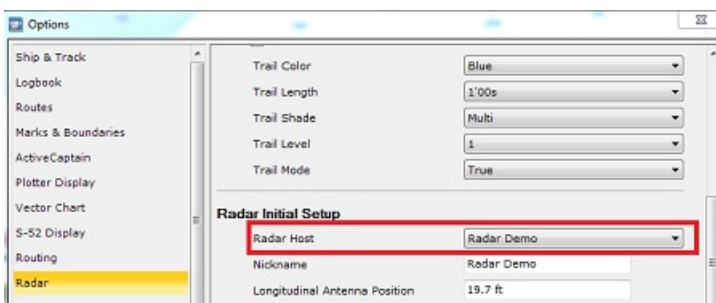 Options
Ship & Track
Logbook
Routes
Marks & Boundaries
ActiveCaptain
Plotter Display
Vector Chart
S-52 Display
Routing
Radar
Trail Color Blue
Trail Length 1'00s
Trail Shade Multi
Trail Level 1
Trail Mode True
Radar Initial Setup
Radar Host Radar Demo
Nickname Radar Demo
Longitudinal Antenna Position 19.7 ft